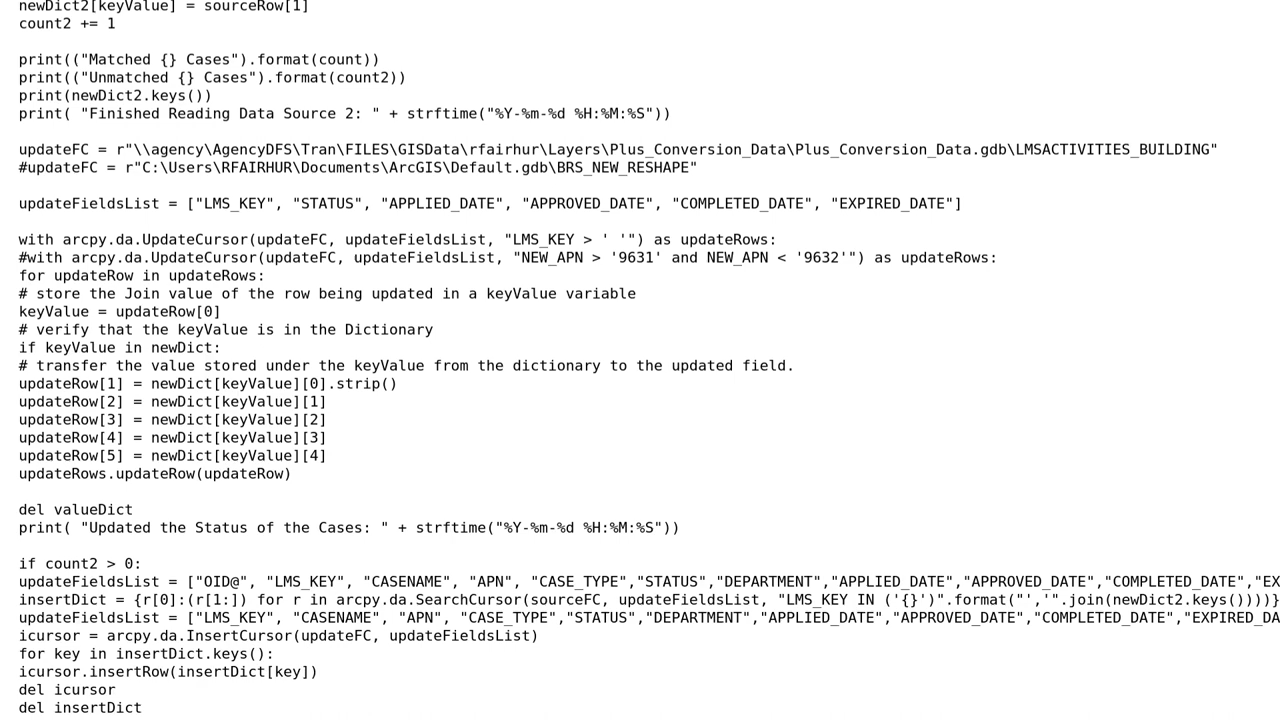 newDict2[keyValue] = sourceRow[1]
count2 += 1
print(("Matched {} Cases").format(count))
print(("Unmatched {} Cases").format(count2))
print(newDict2.keys())
print( "Finished Reading Data Source 2: " + strftime("%Y-%m-%d %H:%M:%S"))
updateFC = r"\\agency\AgencyDFS\Tran\FILES\GISData\rfairhur\Layers\Plus_Conversion_Data\Plus_Conversion_Data.gdb\LMSACTIVITIES_BUILDING"
#updateFC = r"C:\Users\RFAIRHUR\Documents\ArcGIS\Default.gdb\BRS_NEW_RESHAPE"
updateFieldsList = ["LMS_KEY", "STATUS", "APPLIED_DATE", "APPROVED_DATE", "COMPLETED_DATE", "EXPIRED_DATE"]
with arcpy.da.UpdateCursor(updateFC, updateFieldsList, "LMS_KEY > ' '") as updateRows:
#with arcpy.da.UpdateCursor(updateFC, updateFieldsList, "NEW_APN > '9631' and NEW_APN < '9632'") as updateRows:
for updateRow in updateRows:
# store the Join value of the row being updated in a keyValue variable
keyValue = updateRow[0]
# verify that the keyValue is in the Dictionary
if keyValue in newDict:
# transfer the value stored under the keyValue from the dictionary to the updated field.
updateRow[1] = newDict[keyValue][0].strip()
updateRow[2] = newDict[keyValue][1]
updateRow[3] = newDict[keyValue][2]
updateRow[4] = newDict[keyValue][3]
updateRow[5] = newDict[keyValue][4]
updateRows.updateRow(updateRow)
del valueDict
print( "Updated the Status of the Cases: " + strftime("%Y-%m-%d %H:%M:%S"))
if count2 > 0:
updateFieldsList = ["OID@", "LMS_KEY", "CASENAME", "APN", "CASE_TYPE","STATUS","DEPARTMENT","APPLIED_DATE","APPROVED_DATE","COMPLETED_DATE","EX
insertDict = {r[0]:(r[1:]) for r in arcpy.da.SearchCursor(sourceFC, updateFieldsList, "LMS_KEY IN ('{}')".format("','".join(newDict2.keys())))}
updateFieldsList = ["LMS_KEY", "CASENAME", "APN", "CASE_TYPE","STATUS","DEPARTMENT","APPLIED_DATE","APPROVED_DATE","COMPLETED_DATE","EXPIRED_DA
icursor = arcpy.da.InsertCursor(updateFC, updateFieldsList)
for key in insertDict.keys():
icursor.insertRow(insertDict[key])
del icursor
del insertDict